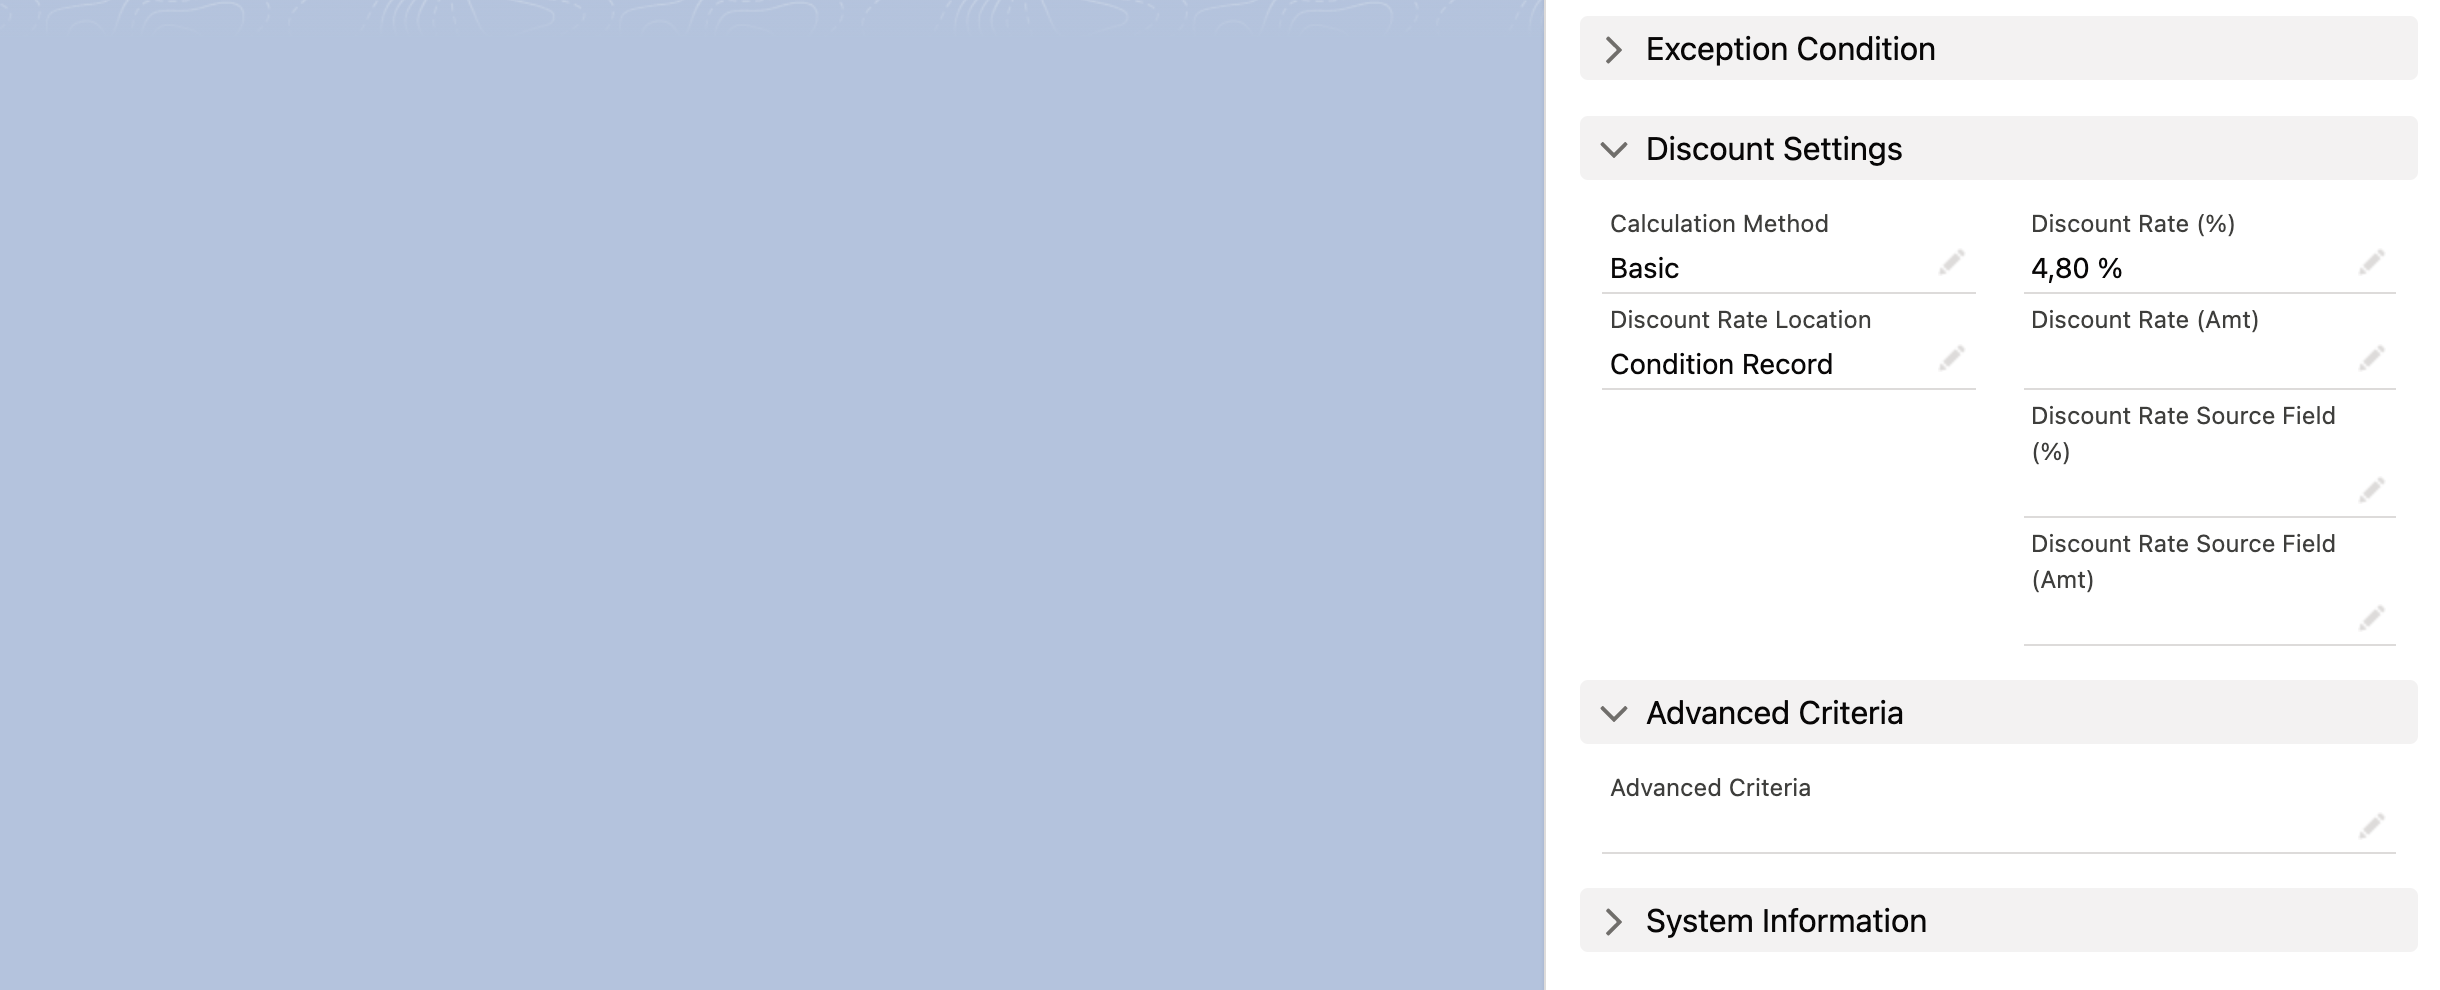 Exception Condition
Discount Settings
Calculation Method
Basic
Discount Rate (%)
4,80 %
Discount Rate Location
Condition Record
Discount Rate (Amt)
Discount Rate Source Field
(%)
Discount Rate Source Field
(Amt)
Advanced Criteria
Advanced Criteria
System Information